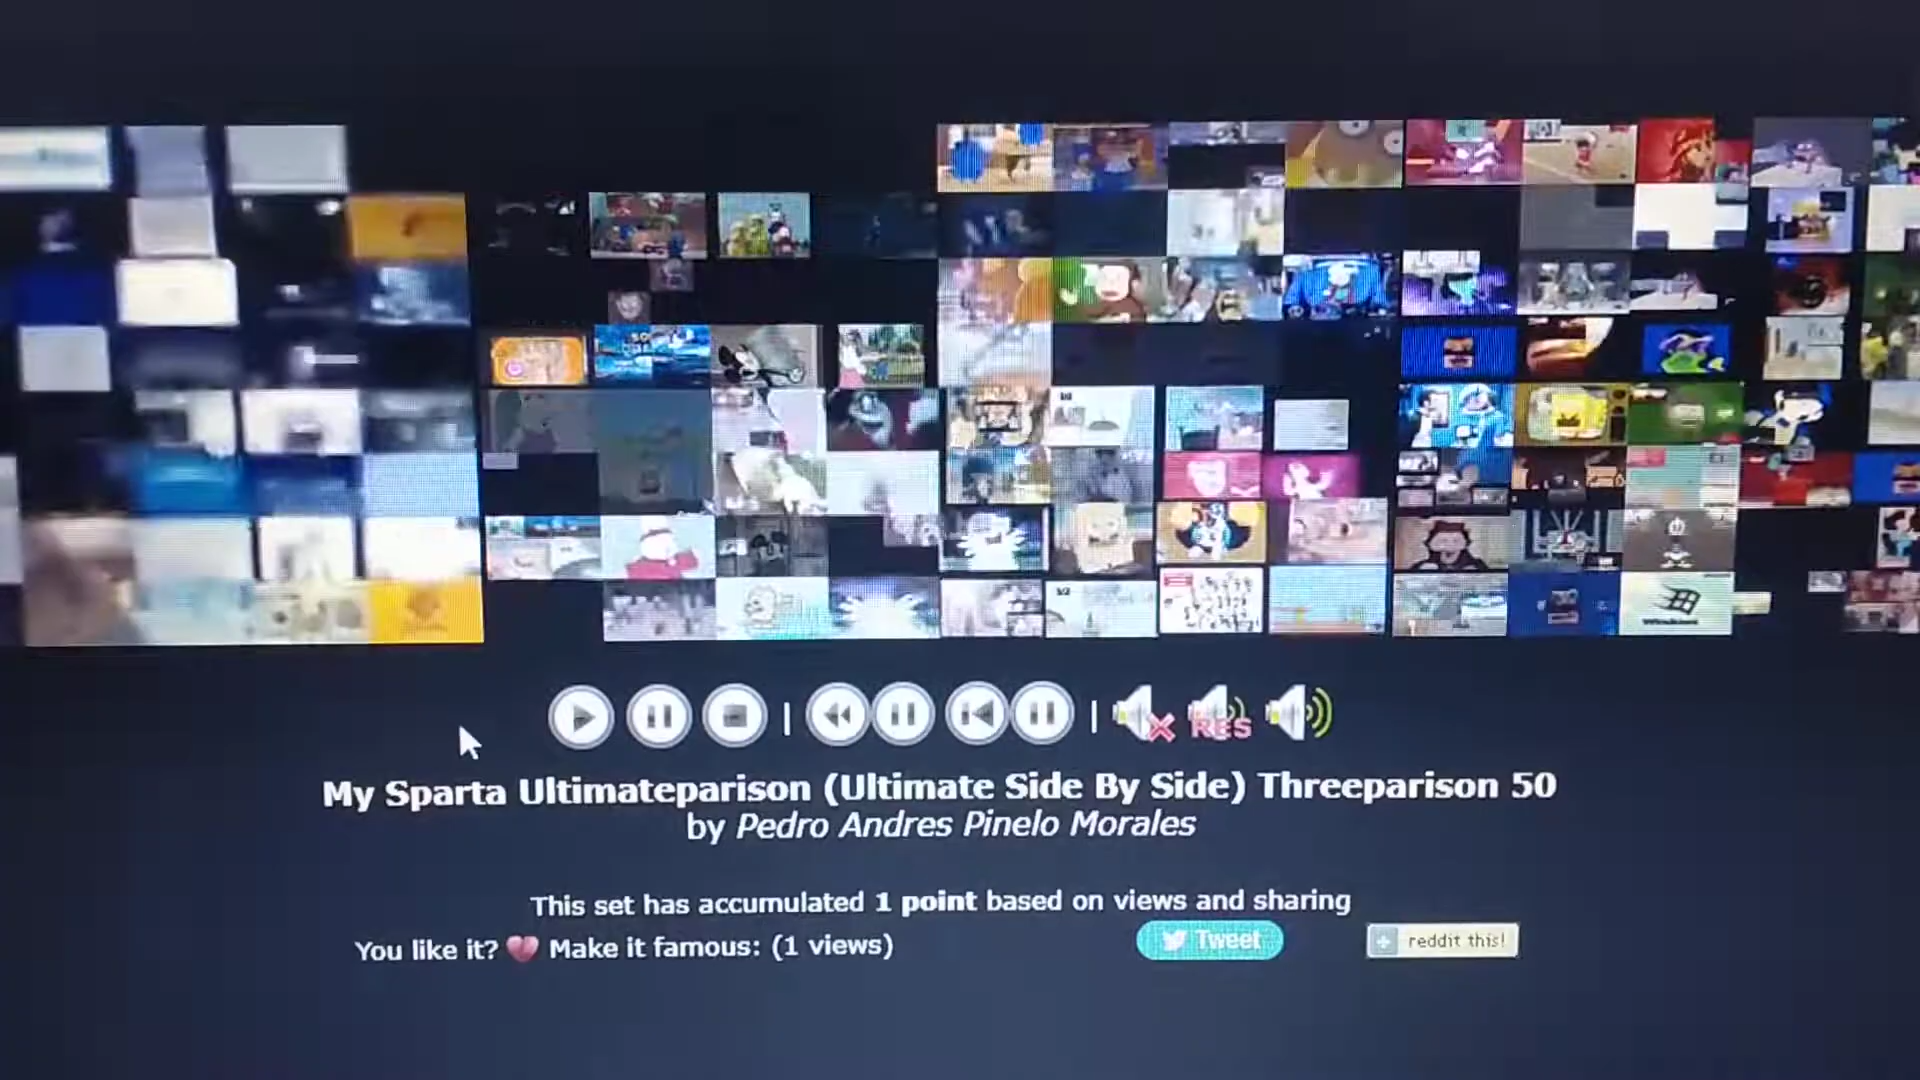 RES
My Sparta Ultimateparison (Ultimate Side By Side) Threeparison 50
by Pedro Andres Pinelo Morales
This set has accumulated 1 point based on views and sharing
You like it? Make it famous: (1 views)
Tweet
reddit this!